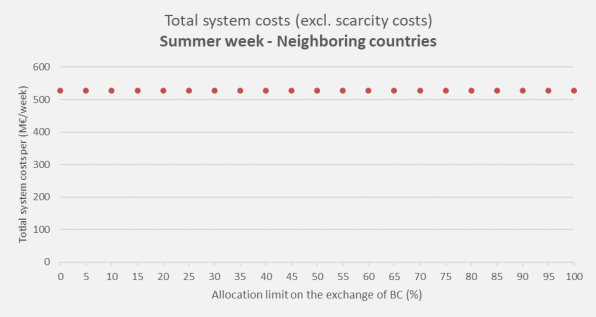 Total system costs (excl. scarcity costs)
Summer week - Neighboring countries
Totlal system costs per (M€/week)
600
500
400
300
200
100
0
0 5 10 15 20 25 30 35 40 45 50 55 60 65 70 75 80 85 90 95 100
Allocation limit on the exchange of BC (%)